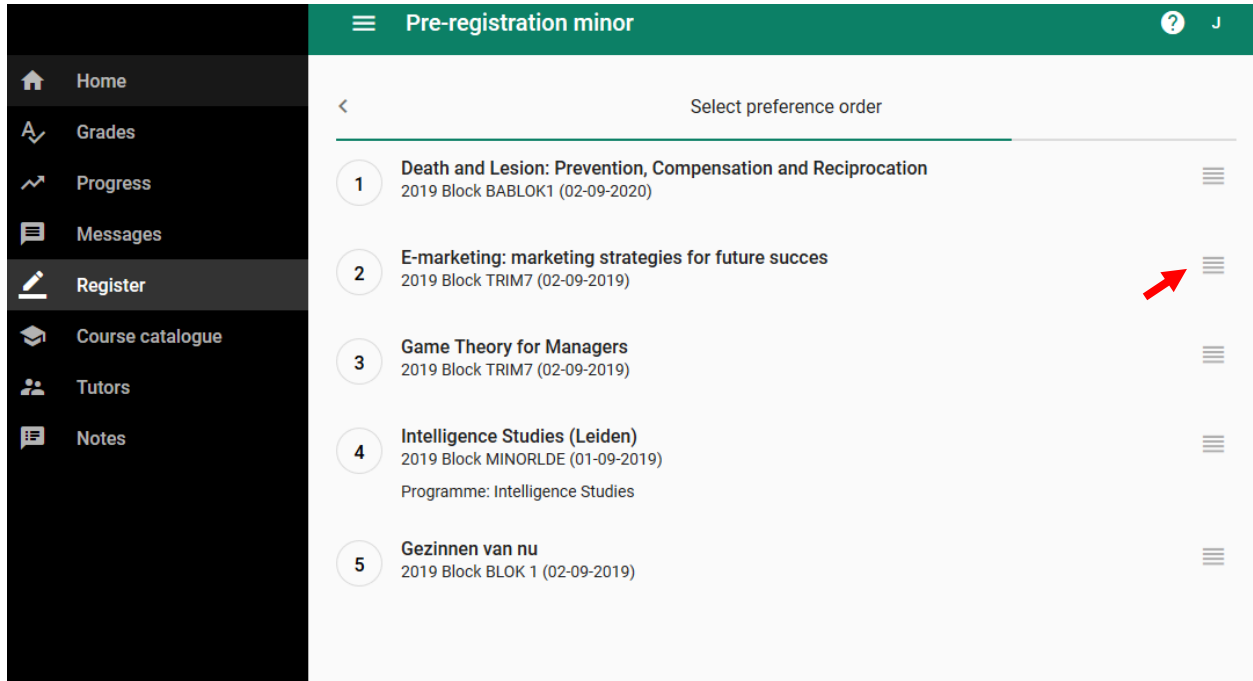 Pre-registration minor
? J
Home
Grades
Progress
Messages
Register
Course catalogue
Tutors
Notes
Select preference order
1
Death and Lesion: Prevention, Compensation and Reciprocation
2019 Block BABLOK1 (02-09-2020)
2
E-marketing: marketing strategies for future succes
2019 Block TRIM7 (02-09-2019)
3
Game Theory for Managers
2019 Block TRIM7 (02-09-2019)
4
Intelligence Studies (Leiden)
2019 Block MINORLDE (01-09-2019)
Programme: Intelligence Studies
5
Gezinnen van nu
2019 Block BLOK 1 (02-09-2019)